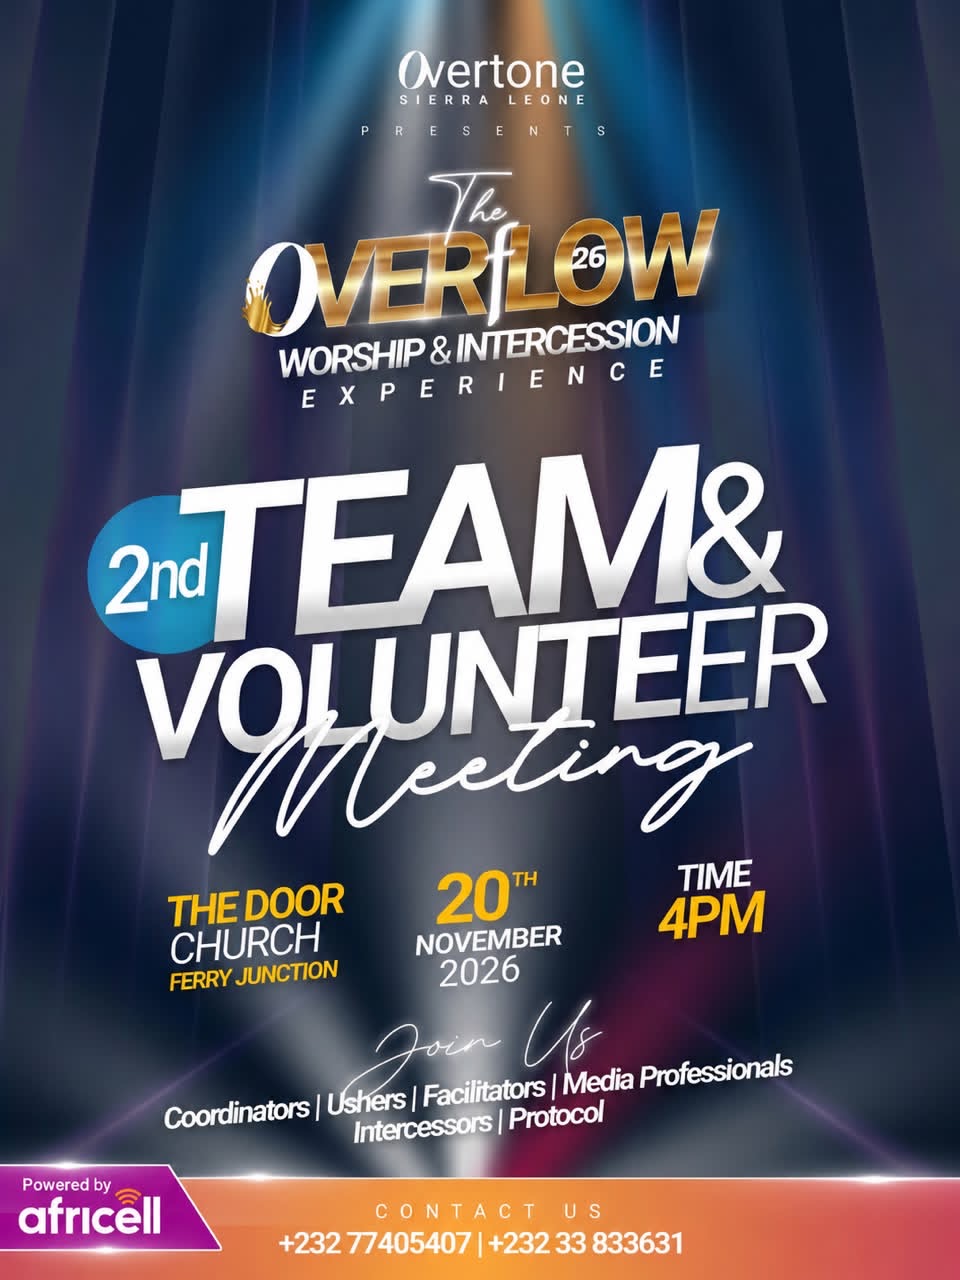 Overtone
SIERRA LEONE
PRESENTS
The
OVERfLOW
26
WORSHIP & INTERCESSION
EXPERIENCE
2nd TEAM &
VOLUNTEER
Meeting
THE DOOR
CHURCH
FERRY JUNCTION
20TH
NOVEMBER
2026
TIME
4PM
Join Us
Coordinators | Ushers | Facilitators | Media Professionals
Intercessors | Protocol
Powered by
africell
CONTACT US
+232 77405407 | +232 33 833631